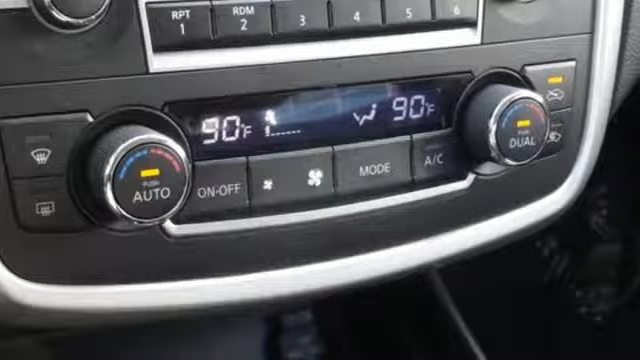 RPT RDM
1 2 3 4 5 6
90°F 90°F
PUSH AUTO ON-OFF MODE A/C PUSH DUAL